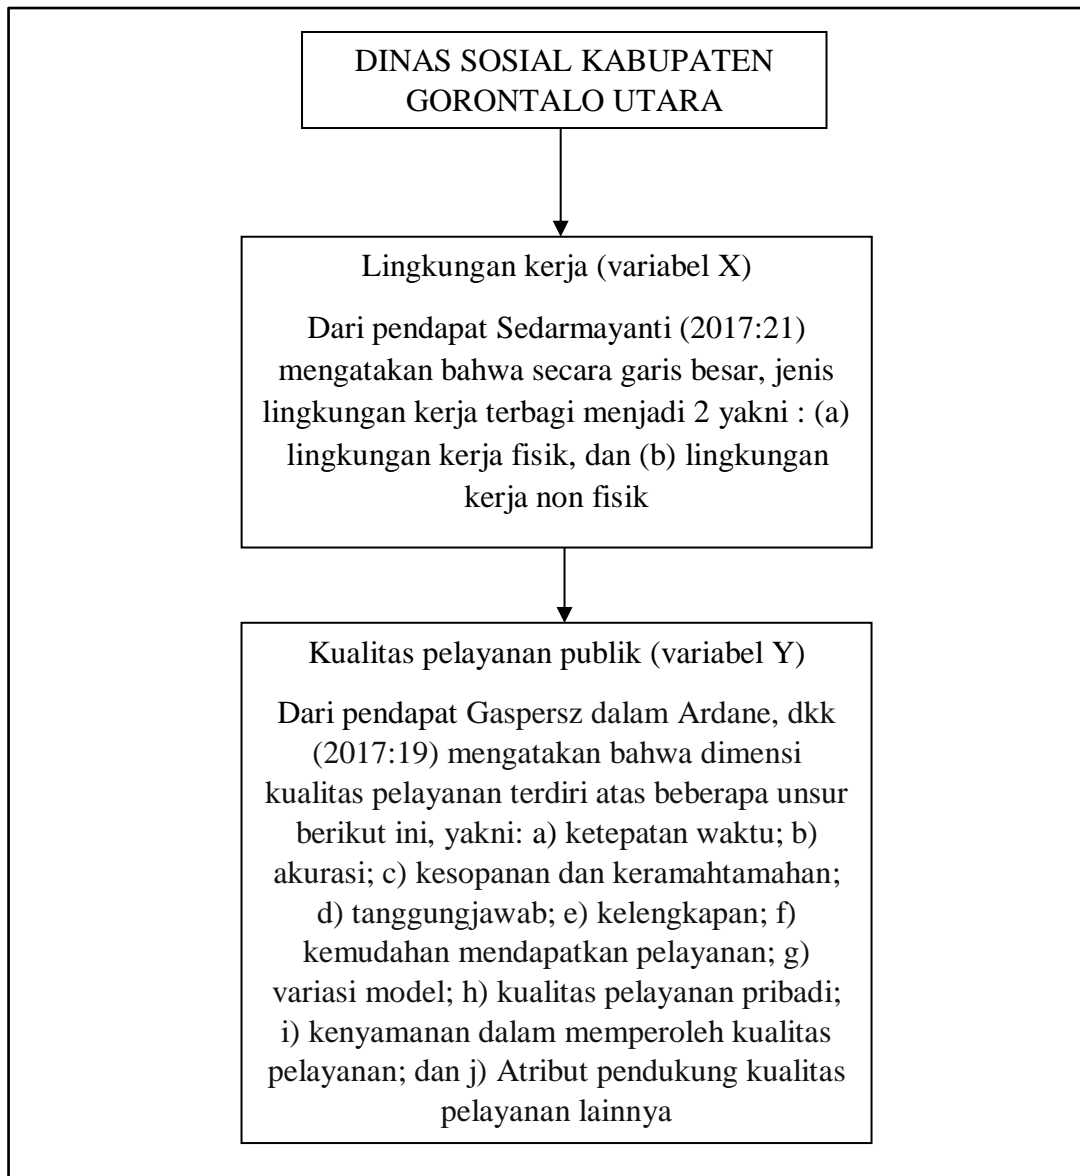 DINAS SOSIAL KABUPATEN
GORONTALO UTARA
Lingkungan kerja (variabel X)
Dari pendapat Sedarmayanti (2017:21)
mengatakan bahwa secara garis besar, jenis
lingkungan kerja terbagi menjadi 2 yakni : (a)
lingkungan kerja fisik, dan (b) lingkungan
kerja non fisik
Kualitas pelayanan publik (variabel Y)
Dari pendapat Gaspersz dalam Ardane, dkk
(2017:19) mengatakan bahwa dimensi
kualitas pelayanan terdiri atas beberapa unsur
berikut ini, yakni: a) ketepatan waktu; b)
akurasi; c) kesopanan dan keramahtamahan;
d) tanggungjawab; e) kelengkapan; f)
kemudahan mendapatkan pelayanan; g)
variasi model; h) kualitas pelayanan pribadi;
i) kenyamanan dalam memperoleh kualitas
pelayanan; dan j) Atribut pendukung kualitas
pelayanan lainnya